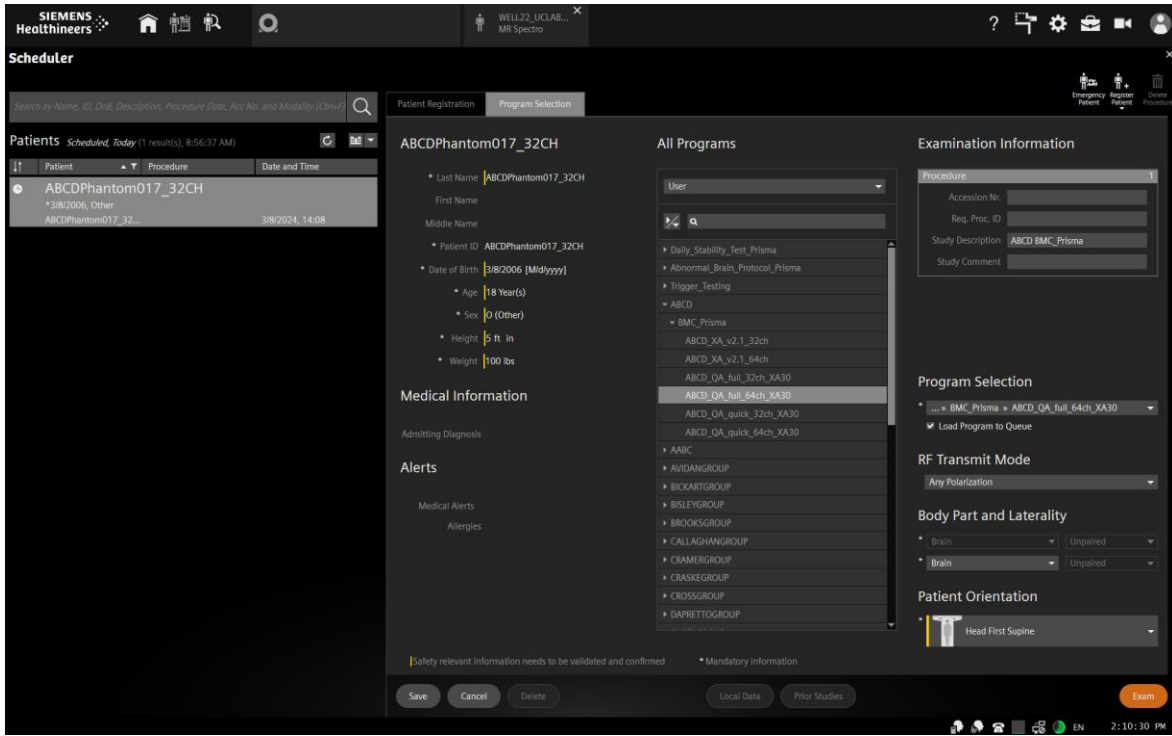 SIEMENS
Healthineers
WELL22_UCLAB...
MR Spectro
?
Scheduler
Search by Name, ID, DoB, Description, Procedure Date, Acc No. and Modality (Ctrl+F)
Patients Scheduled, Today (1 result(s), 8:56:37 AM)
Patient Procedure Date and Time
ABCDPhantom017_32CH
*3/8/2006, Other
ABCDPhantom017_32... 3/8/2024, 14:08
Emergency Patient
Register Patient
Delete Procedure
Patient Registration Program Selection
ABCDPhantom017_32CH
* Last Name ABCDPhantom017_32CH
First Name
Middle Name
* Patient ID ABCDPhantom017_32CH
* Date of Birth 3/8/2006 [M/d/yyyy]
* Age 18 Year(s)
* Sex O (Other)
* Height 5 ft in
* Weight 100 lbs
Medical Information
Admitting Diagnosis
Alerts
Medical Alerts
Allergies
All Programs
User
Daily_Stability_Test_Prisma
Abnormal_Brain_Protocol_Prisma
Trigger_Testing
ABCD
BMC_Prisma
ABCD_XA_v2.1_32ch
ABCD_XA_v2.1_64ch
ABCD_QA_full_32ch_XA30
ABCD_QA_full_64ch_XA30
ABCD_QA_quick_32ch_XA30
ABCD_QA_quick_64ch_XA30
AABC
AVIDANGROUP
BICKARTGROUP
BISLEYGROUP
BROOKSGROUP
CALLAGHANGROUP
CRAMERGROUP
CRASKEGROUP
CROSSGROUP
DAPRETTOGROUP
Examination Information
Procedure 1
Accession Nr.
Req. Proc. ID
Study Description ABCD BMC_Prisma
Study Comment
Program Selection
* ... » BMC_Prisma » ABCD_QA_full_64ch_XA30
Load Program to Queue
RF Transmit Mode
Any Polarization
Body Part and Laterality
* Brain Unpaired
* Brain Unpaired
Patient Orientation
* Head First Supine
Safety relevant information needs to be validated and confirmed * Mandatory information
Save Cancel Delete Local Data Prior Studies Exam
EN 2:10:30 PM